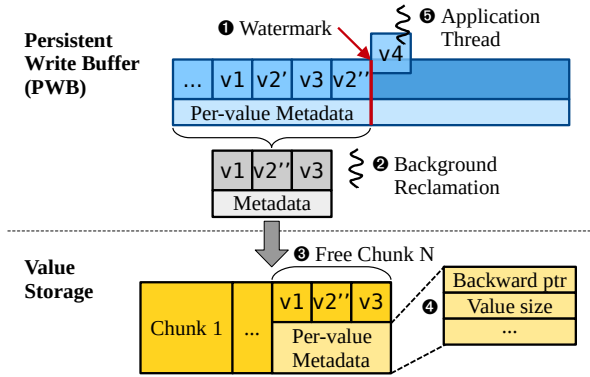 ❶ Watermark
❺ Application
Thread
Persistent
Write Buffer
(PWB)
v4
... v1 v2' v3 v2''
Per-value Metadata
v1 v2'' v3
Metadata
❷ Background
Reclamation
Value
Storage
❸ Free Chunk N
Chunk 1 ... v1 v2'' v3
Per-value
Metadata
❹
Backward ptr
Value size
...